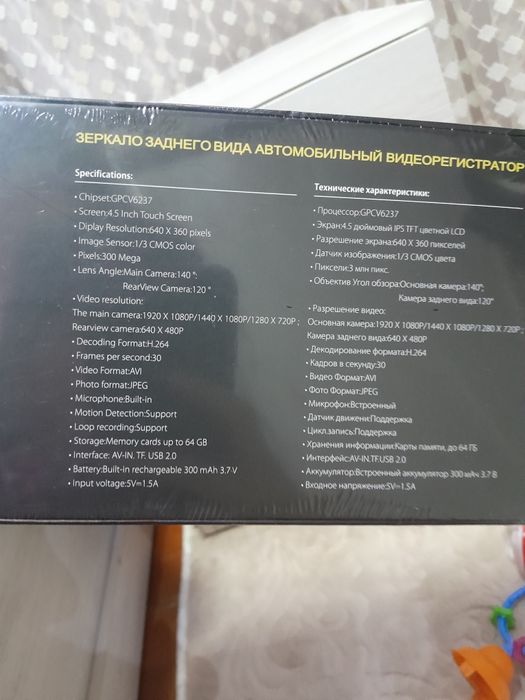 ЗЕРКАЛО ЗАДНЕГО ВИДА АВТОМОБИЛЬНЫЙ ВИДЕОРЕГИСТРАТОР
Specifications:
• Chipset:GPCV6237
• Screen:4.5 Inch Touch Screen
• Diplay Resolution:640 X 360 pixels
• Image Sensor:1/3 CMOS color
• Pixels:300 Mega
• Lens Angle:Main Camera:140 °;
RearView Camera:120 °
• Video resolution:
The main camera:1920 X 1080P/1440 X 1080P/1280 X 720P ;
Rearview camera:640 X 480P
• Decoding Format:H.264
• Frames per second:30
• Video Format:AVI
• Photo format:JPEG
• Microphone:Built-in
• Motion Detection:Support
• Loop recording:Support
• Storage:Memory cards up to 64 GB
• Interface: AV-IN, TF. USB 2.0
• Battery:Built-in rechargeable 300 mAh 3.7 V
• Input voltage:5V=1.5A
Технические характеристики:
• Процессор:GPCV6237
• Экран:4.5 дюймовый IPS TFT цветной LCD
• Разрешение экрана:640 X 360 пикселей
• Датчик изображения:1/3 CMOS цвета
• Пиксели:3 млн пикс.
• Объектив Угол обзора:Основная камера:140°;
Камера заднего вида:120°
• Разрешение видео:
Основная камера:1920 X 1080P/1440 X 1080P/1280 X 720P ;
Камера заднего вида:640 X 480P
• Декодирование формата:H.264
• Кадров в секунду:30
• Видео Формат:AVI
• Фото Формат:JPEG
• Микрофон:Встроенный
• Датчик движени:Поддержка
• Цикл.запись:Поддержка
• Хранения информации:Карты памяти, до 64 ГБ
• Интерфейс:AV-IN.TF.USB 2.0
• Аккумулятор:Встроенный аккумулятор 300 мАч 3.7 В
• Входное напряжение:5V=1.5A